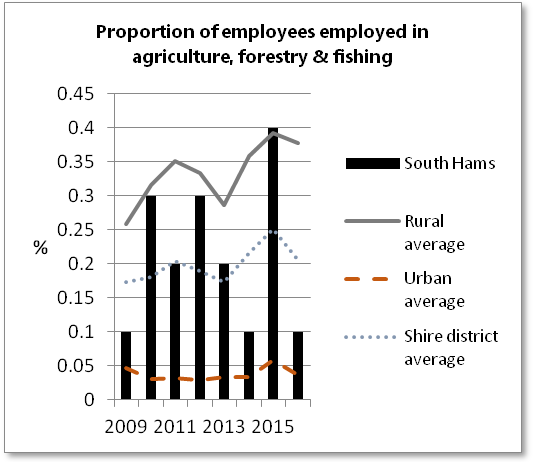 Proportion of employees employed in
agriculture, forestry & fishing
0.45
0.4
0.35
0.3
0.25
0.2
0.15
0.1
0.05
0
%
2009 2011 2013 2015
South Hams
Rural
average
Urban
average
Shire district
average